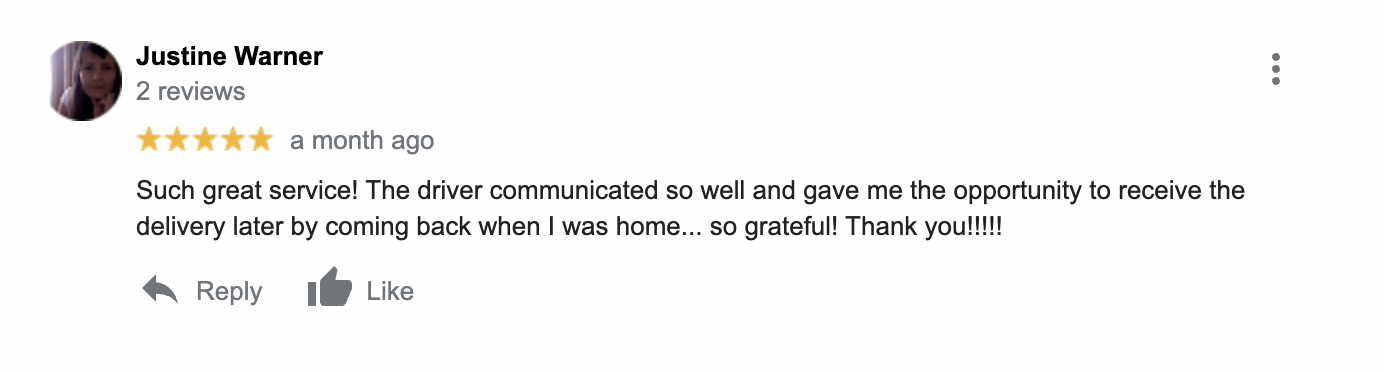 Justine Warner
2 reviews
a month ago
Such great service! The driver communicated so well and gave me the opportunity to receive the
delivery later by coming back when I was home... so grateful! Thank you!!!!!
Reply Like